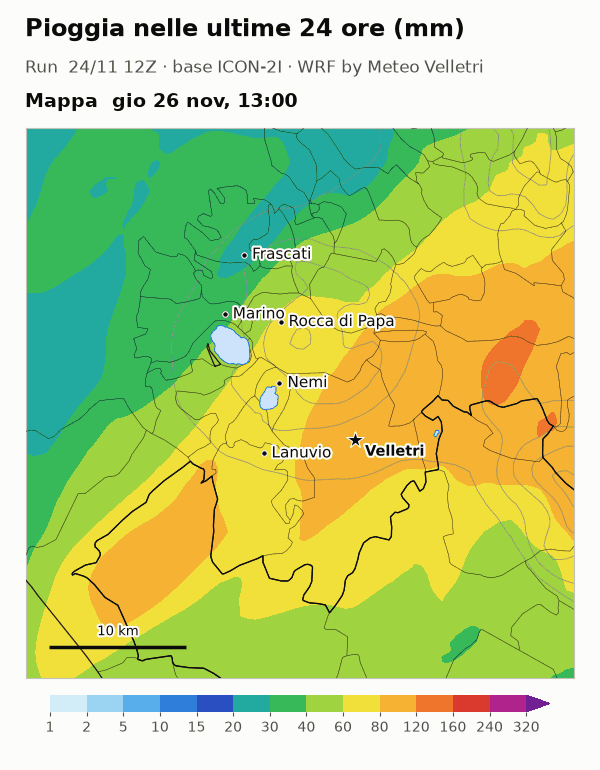 Pioggia nelle ultime 24 ore (mm)
Run 24/11 12Z · base ICON-2I · WRF by Meteo Velletri
Mappa gio 26 nov, 13:00
Frascati
Marino
Rocca di Papa
Nemi
Velletri
Lanuvio
10 km
1 2 5 10 15 20 30 40 60 80 120 160 240 320